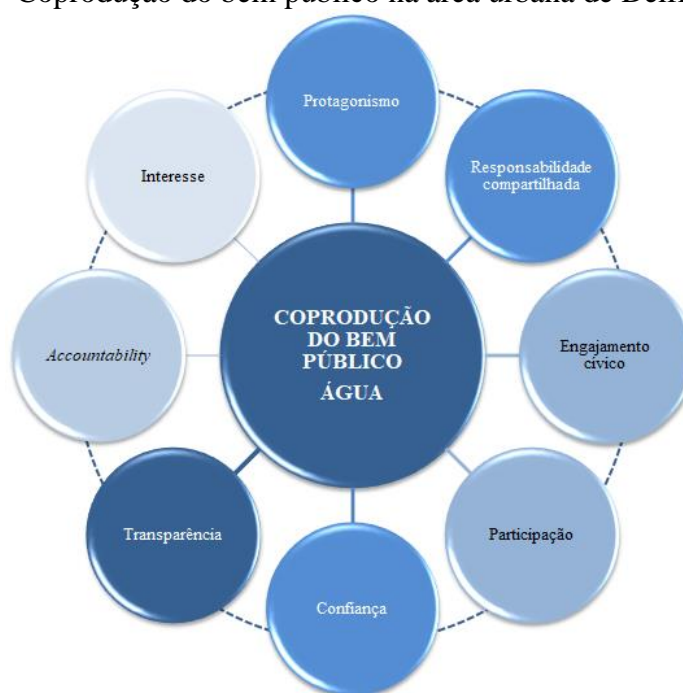 Coprodução do bem público na área urbana de
Protagonismo
Responsabilidade
compartilhada
Engajamento
cívico
Participação
Confiança
Transparência
Accountability
Interesse
COPRODUÇÃO
DO BEM
PÚBLICO
ÁGUA